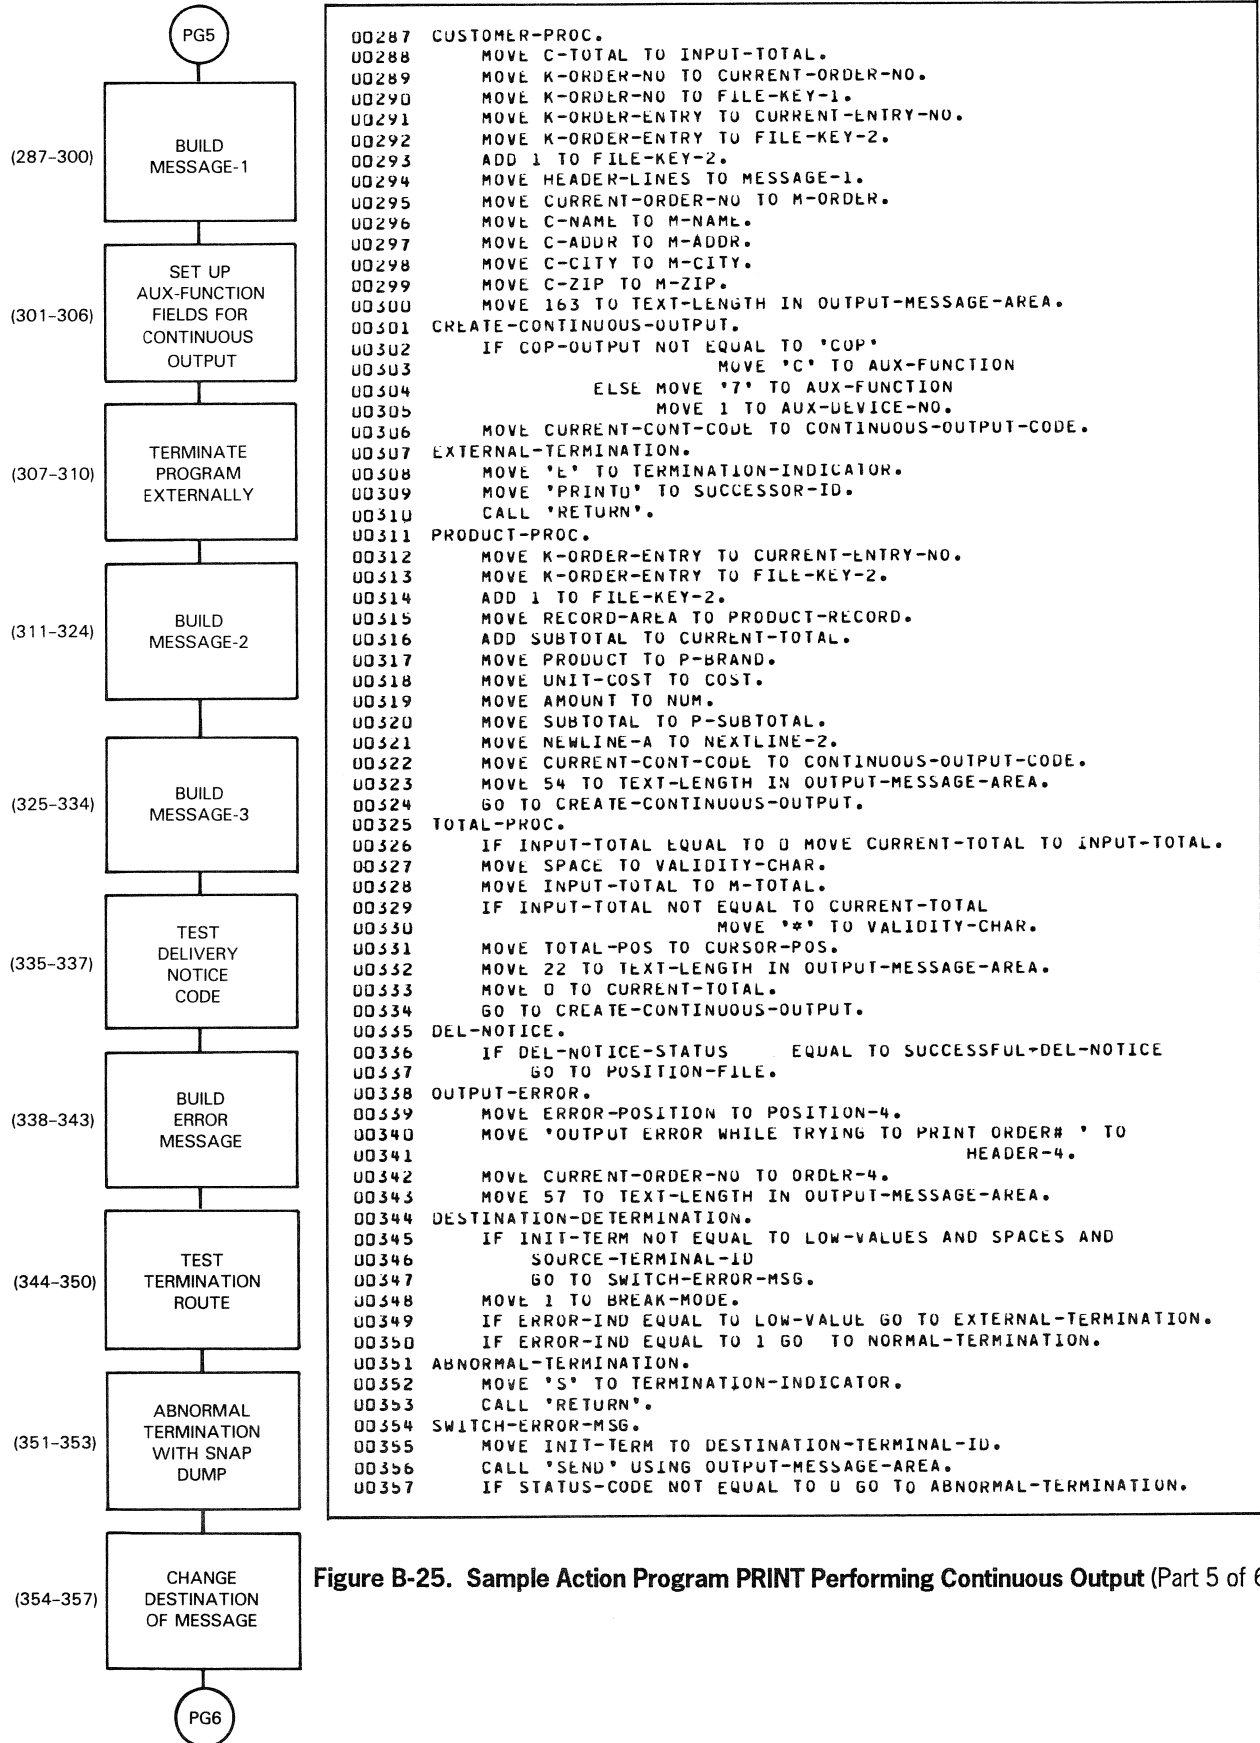 PG5
(287–300)
BUILD
MESSAGE-1
(301–306)
SET UP
AUX-FUNCTION
FIELDS FOR
CONTINUOUS
OUTPUT
(307–310)
TERMINATE
PROGRAM
EXTERNALLY
(311–324)
BUILD
MESSAGE-2
(325–334)
BUILD
MESSAGE-3
(335–337)
TEST
DELIVERY
NOTICE
CODE
(338–343)
BUILD
ERROR
MESSAGE
(344–350)
TEST
TERMINATION
ROUTE
(351–353)
ABNORMAL
TERMINATION
WITH SNAP
DUMP
(354–357)
CHANGE
DESTINATION
OF MESSAGE
PG6
00287 CUSTOMER-PROC.
00288 MOVE C-TOTAL TO INPUT-TOTAL.
00289 MOVE K-ORDER-NO TO CURRENT-ORDER-NO.
00290 MOVE K-ORDER-NO TO FILE-KEY-1.
00291 MOVE K-ORDER-ENTRY TO CURRENT-ENTRY-NO.
00292 MOVE K-ORDER-ENTRY TO FILE-KEY-2.
00293 ADD 1 TO FILE-KEY-2.
00294 MOVE HEADER-LINES TO MESSAGE-1.
00295 MOVE CURRENT-ORDER-NO TO M-ORDER.
00296 MOVE C-NAME TO M-NAME.
00297 MOVE C-ADDR TO M-ADDR.
00298 MOVE C-CITY TO M-CITY.
00299 MOVE C-ZIP TO M-ZIP.
00300 MOVE 163 TO TEXT-LENGTH IN OUTPUT-MESSAGE-AREA.
00301 CREATE-CONTINUOUS-OUTPUT.
00302 IF COP-OUTPUT NOT EQUAL TO 'COP'
00303 MOVE 'C' TO AUX-FUNCTION
00304 ELSE MOVE '7' TO AUX-FUNCTION
00305 MOVE 1 TO AUX-DEVICE-NO.
00306 MOVE CURRENT-CONT-CODE TO CONTINUOUS-OUTPUT-CODE.
00307 EXTERNAL-TERMINATION.
00308 MOVE 'E' TO TERMINATION-INDICATOR.
00309 MOVE 'PRINT0' TO SUCCESSOR-ID.
00310 CALL 'RETURN'.
00311 PRODUCT-PROC.
00312 MOVE K-ORDER-ENTRY TO CURRENT-ENTRY-NO.
00313 MOVE K-ORDER-ENTRY TO FILE-KEY-2.
00314 ADD 1 TO FILE-KEY-2.
00315 MOVE RECORD-AREA TO PRODUCT-RECORD.
00316 ADD SUBTOTAL TO CURRENT-TOTAL.
00317 MOVE PRODUCT TO P-BRAND.
00318 MOVE UNIT-COST TO COST.
00319 MOVE AMOUNT TO NUM.
00320 MOVE SUBTOTAL TO P-SUBTOTAL.
00321 MOVE NEWLINE-A TO NEXTLINE-2.
00322 MOVE CURRENT-CONT-CODE TO CONTINUOUS-OUTPUT-CODE.
00323 MOVE 54 TO TEXT-LENGTH IN OUTPUT-MESSAGE-AREA.
00324 GO TO CREATE-CONTINUOUS-OUTPUT.
00325 TOTAL-PROC.
00326 IF INPUT-TOTAL EQUAL TO 0 MOVE CURRENT-TOTAL TO INPUT-TOTAL.
00327 MOVE SPACE TO VALIDITY-CHAR.
00328 MOVE INPUT-TOTAL TO M-TOTAL.
00329 IF INPUT-TOTAL NOT EQUAL TO CURRENT-TOTAL
00330 MOVE '*' TO VALIDITY-CHAR.
00331 MOVE TOTAL-POS TO CURSOR-POS.
00332 MOVE 22 TO TEXT-LENGTH IN OUTPUT-MESSAGE-AREA.
00333 MOVE 0 TO CURRENT-TOTAL.
00334 GO TO CREATE-CONTINUOUS-OUTPUT.
00335 DEL-NOTICE.
00336 IF DEL-NOTICE-STATUS EQUAL TO SUCCESSFUL-DEL-NOTICE
00337 GO TO POSITION-FILE.
00338 OUTPUT-ERROR.
00339 MOVE ERROR-POSITION TO POSITION-4.
00340 MOVE 'OUTPUT ERROR WHILE TRYING TO PRINT ORDER# ' TO
00341 HEADER-4.
00342 MOVE CURRENT-ORDER-NO TO ORDER-4.
00343 MOVE 57 TO TEXT-LENGTH IN OUTPUT-MESSAGE-AREA.
00344 DESTINATION-DETERMINATION.
00345 IF INIT-TERM NOT EQUAL TO LOW-VALUES AND SPACES AND
00346 SOURCE-TERMINAL-ID
00347 GO TO SWITCH-ERROR-MSG.
00348 MOVE 1 TO BREAK-MODE.
00349 IF ERROR-IND EQUAL TO LOW-VALUE GO TO EXTERNAL-TERMINATION.
00350 IF ERROR-IND EQUAL TO 1 GO TO NORMAL-TERMINATION.
00351 ABNORMAL-TERMINATION.
00352 MOVE 'S' TO TERMINATION-INDICATOR.
00353 CALL 'RETURN'.
00354 SWITCH-ERROR-MSG.
00355 MOVE INIT-TERM TO DESTINATION-TERMINAL-ID.
00356 CALL 'SEND' USING OUTPUT-MESSAGE-AREA.
00357 IF STATUS-CODE NOT EQUAL TO 0 GO TO ABNORMAL-TERMINATION.
Figure B-25. Sample Action Program PRINT Performing Continuous Output (Part 5 of 6